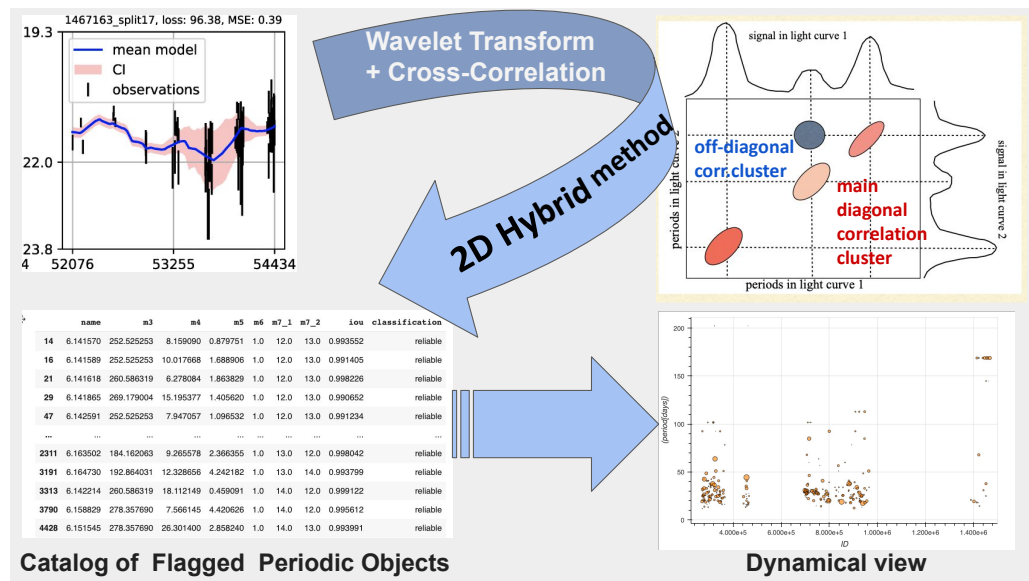 1467163_split17, loss: 96.38, MSE: 0.39
19.3
mean model
CI
observations
22.0
23.8
4 52076 53255 54434
Wavelet Transform
+ Cross-Correlation
2D Hybrid method
signal in light curve 1
off-diagonal
corr.cluster
main
diagonal
correlation
cluster
periods in light curve 2
signal in light curve 2
periods in light curve 1
name m3 m4 m5 m6 m7_1 m7_2 iou classification
14 6.141570 252.525253 8.159090 0.879751 1.0 12.0 13.0 0.993552 reliable
16 6.141589 252.525253 10.017668 1.688906 1.0 12.0 13.0 0.991405 reliable
21 6.141618 260.586319 6.278084 1.863829 1.0 12.0 13.0 0.998226 reliable
29 6.141865 269.179004 15.195377 1.405620 1.0 12.0 13.0 0.990652 reliable
47 6.142591 252.525253 7.947057 1.096532 1.0 12.0 13.0 0.991234 reliable
... ... ... ... ... ... ... ... ... ...
2311 6.163502 184.162063 9.265578 2.366355 1.0 13.0 12.0 0.998042 reliable
3191 6.164730 192.864031 12.328656 4.242182 1.0 13.0 14.0 0.993799 reliable
3313 6.142214 260.586319 18.112149 0.459091 1.0 14.0 12.0 0.999122 reliable
3790 6.158829 278.357690 7.566145 4.420626 1.0 14.0 12.0 0.995612 reliable
4428 6.151545 278.357690 26.301400 2.858240 1.0 14.0 13.0 0.993991 reliable
200
150
100
50
0
(period[days])
4.000e+5 6.000e+5 8.000e+5 1.000e+6 1.200e+6 1.400e+6
ID
Catalog of Flagged Periodic Objects
Dynamical view